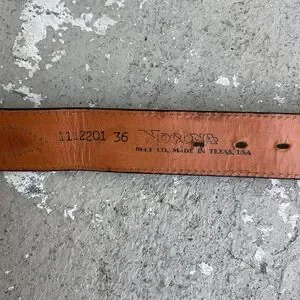 1112201 36 Nocona
BELT CO. MADE IN TEXAS, USA